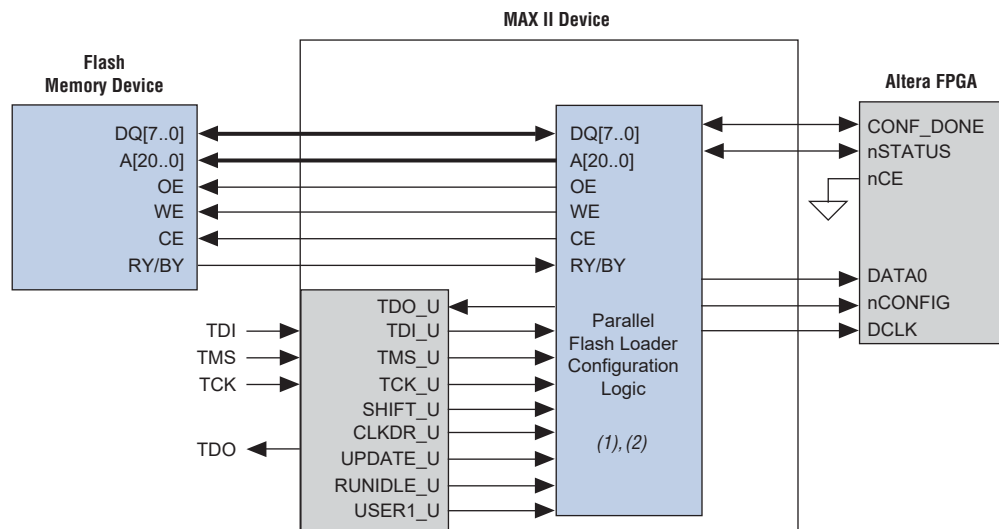 MAX II Device
Flash
Memory Device
Altera FPGA
DQ[7..0]
A[20..0]
OE
WE
CE
RY/BY
DQ[7..0]
A[20..0]
OE
WE
CE
RY/BY
Parallel
Flash Loader
Configuration
Logic
(1), (2)
CONF_DONE
nSTATUS
nCE
DATA0
nCONFIG
DCLK
TDI
TMS
TCK
TDO
TDO_U
TDI_U
TMS_U
TCK_U
SHIFT_U
CLKDR_U
UPDATE_U
RUNIDLE_U
USER1_U